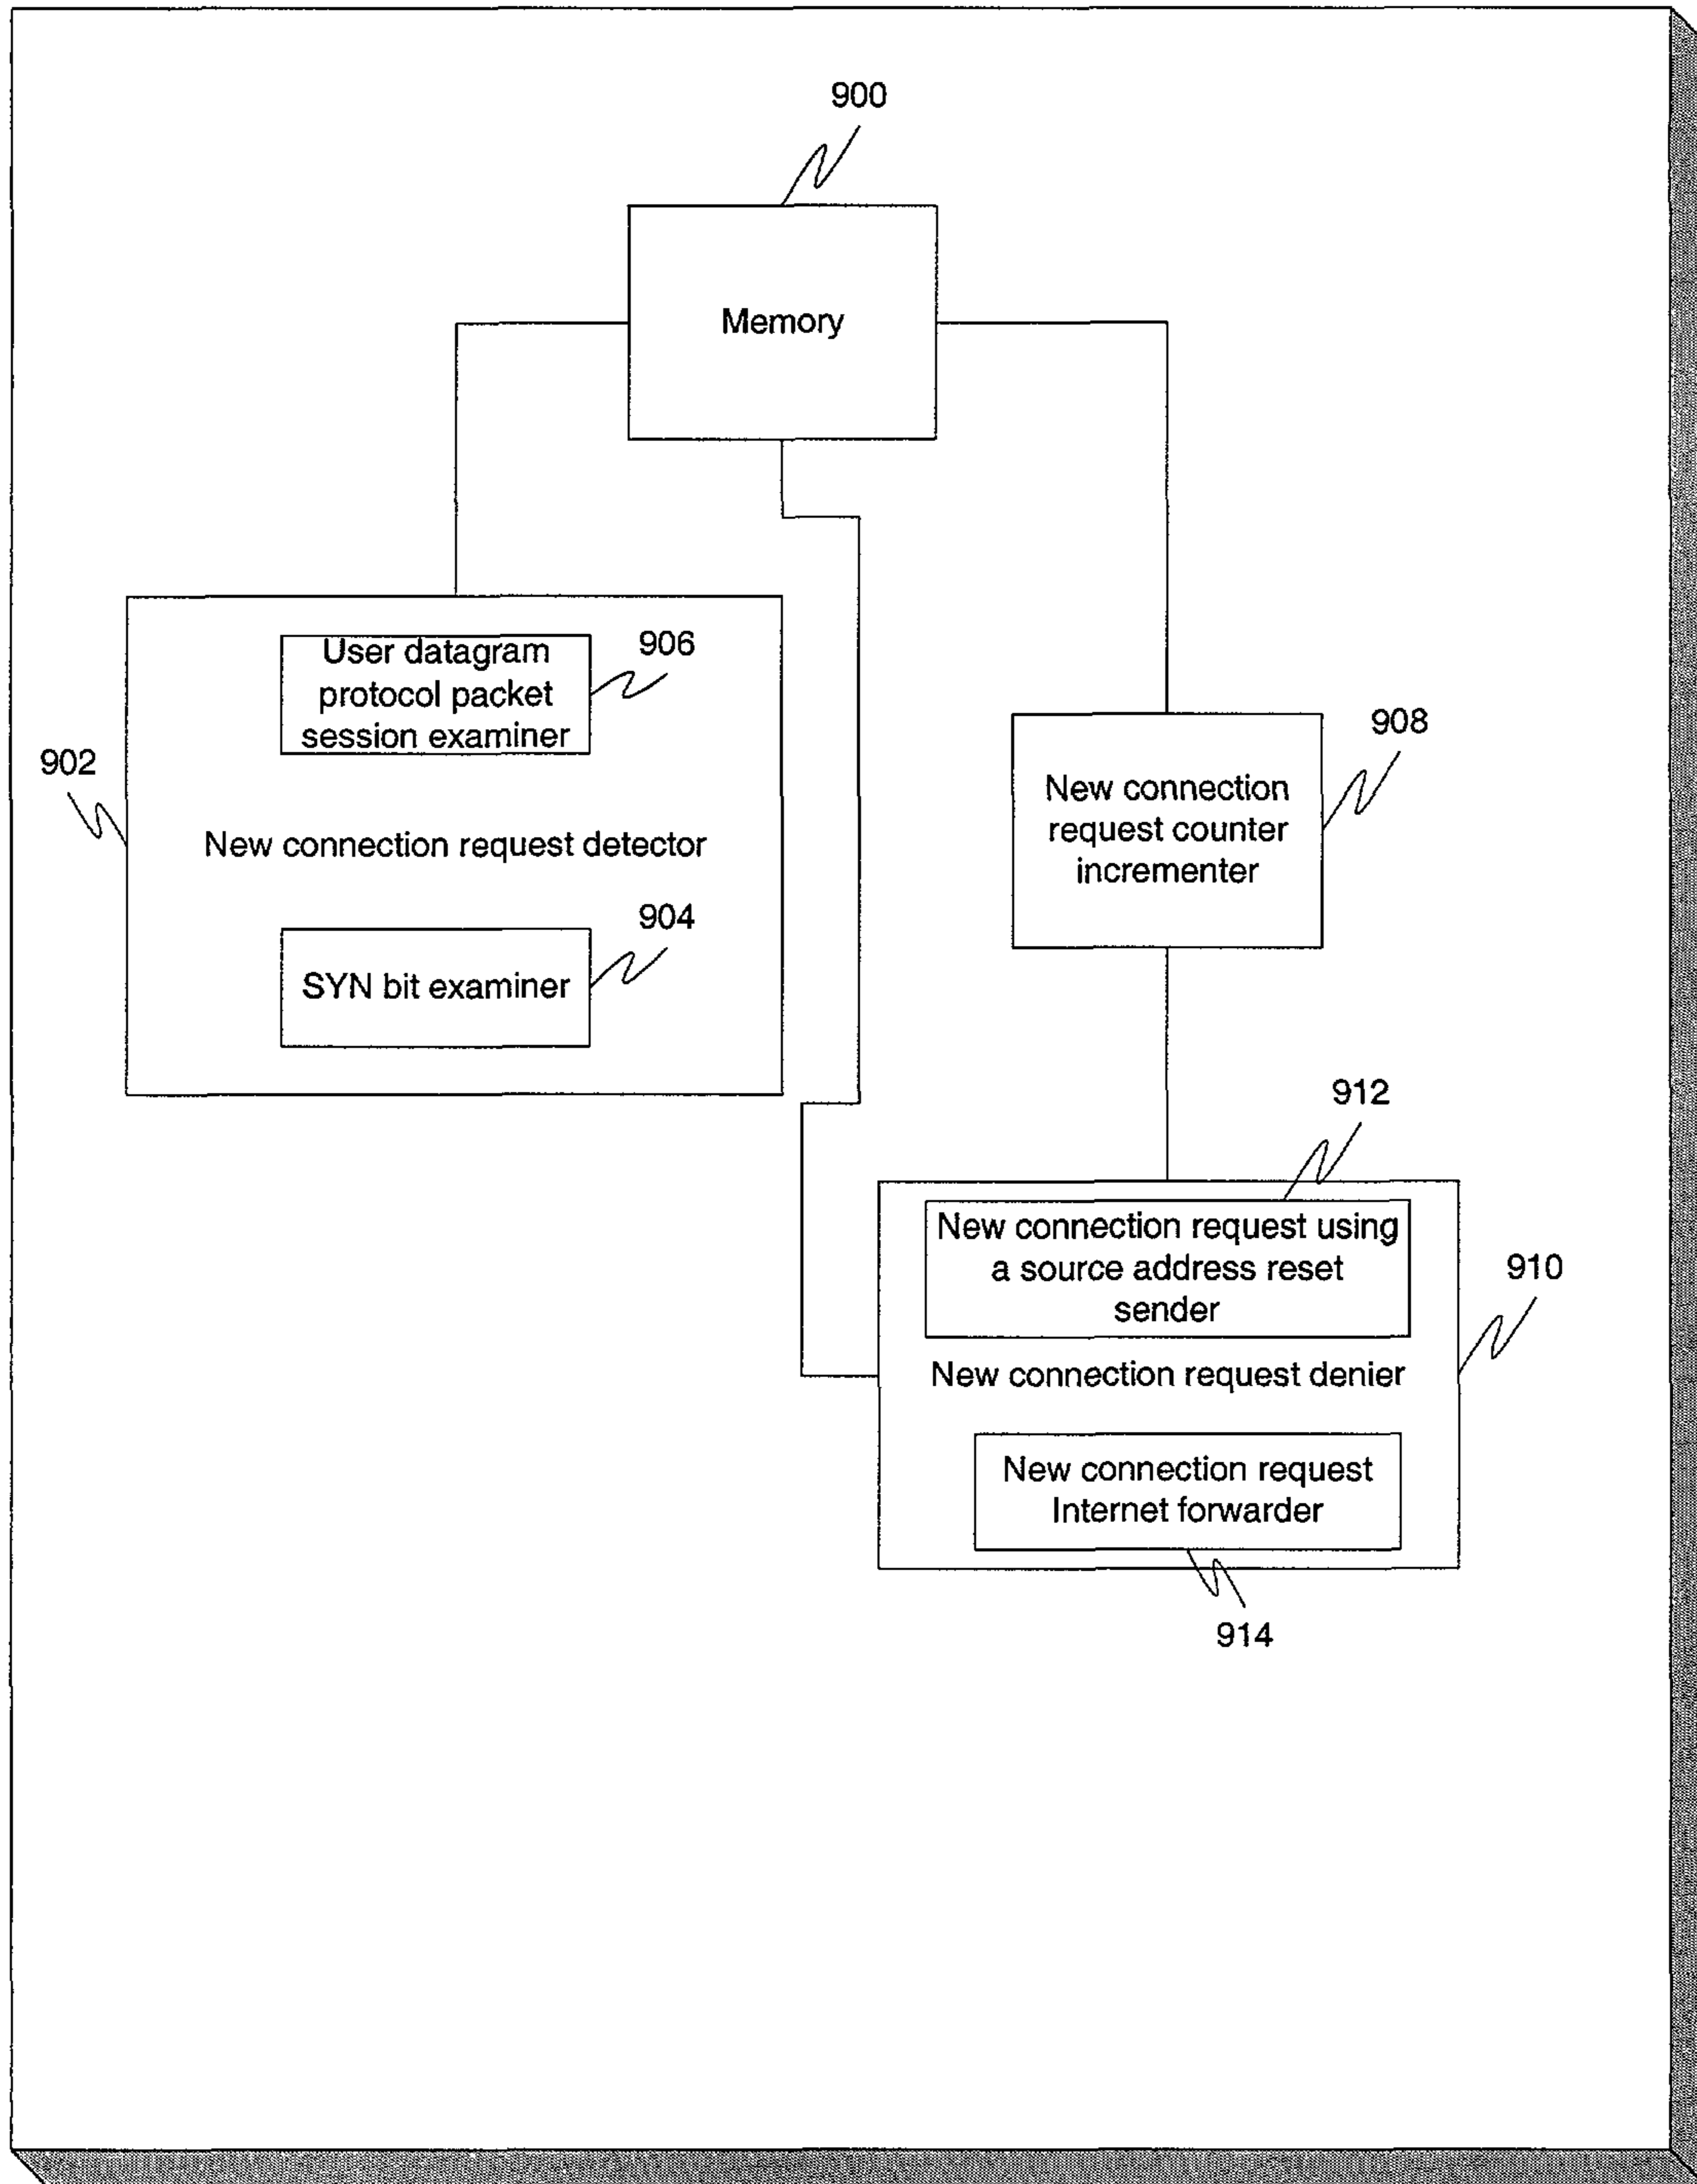 900
Memory
User datagram
protocol packet
session examiner
906
902
New connection request detector
904
SYN bit examiner
908
New connection
request counter
incrementer
912
New connection request using
a source address reset
sender
910
New connection request denier
New connection request
Internet forwarder
914